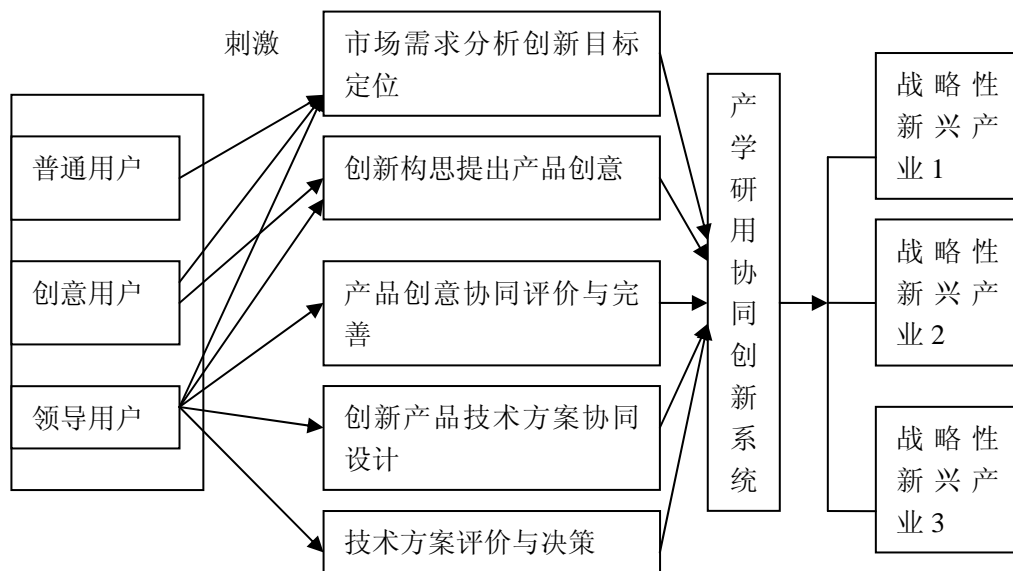 刺激
普通用户
创意用户
领导用户
市场需求分析创新目标
定位
创新构思提出产品创意
产品创意协同评价与完
善
创新产品技术方案协同
设计
技术方案评价与决策
产
学
研
用
协
同
创
新
系
统
战略性
新兴产
业 1
战略性
新兴产
业 2
战略性
新兴产
业 3